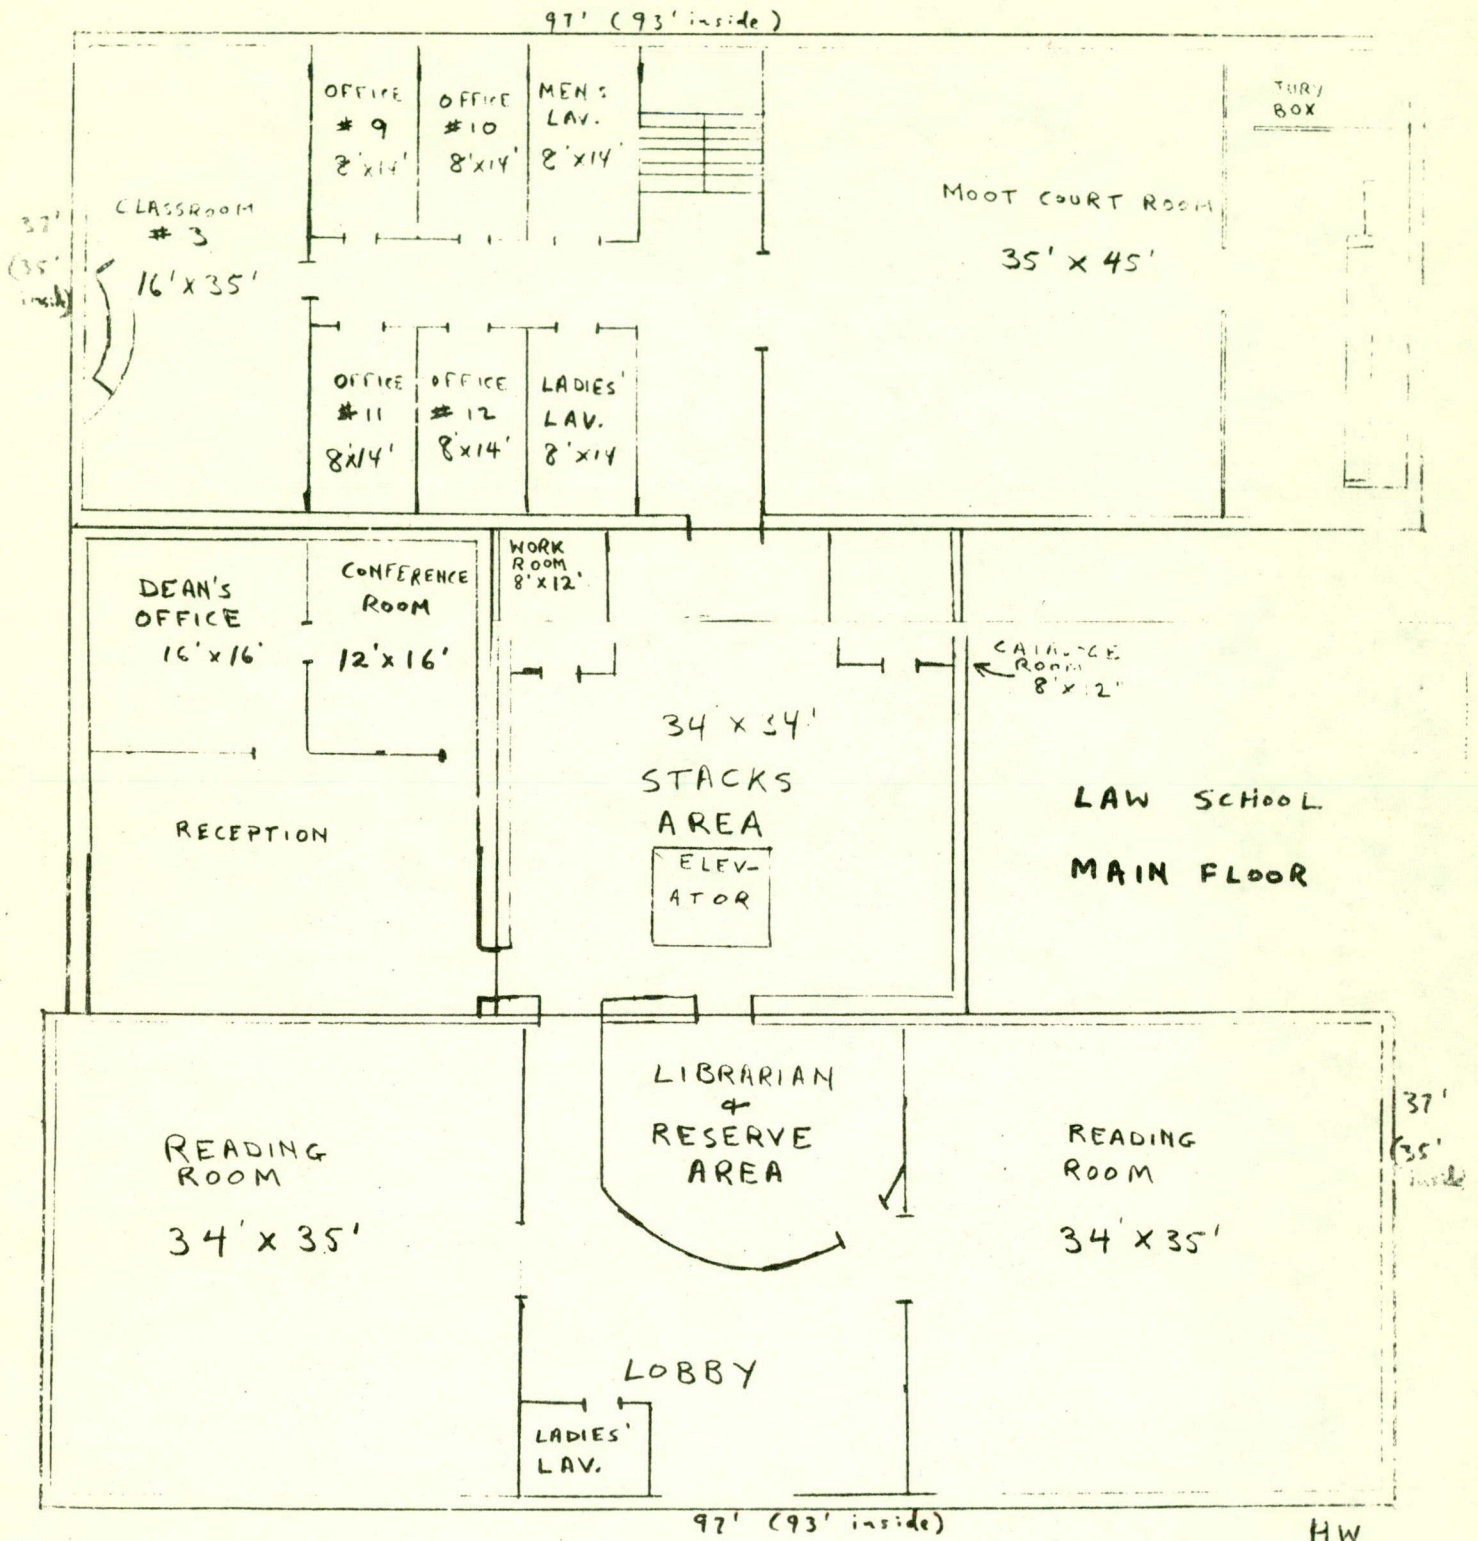 97' (93' inside)
OFFICE
# 9
8'x14'
OFFICE
#10
8'x14'
MEN'S
LAV.
8'x14'
JURY
BOX
CLASSROOM
# 3
16'x35'
37'
(35'
inside)
MOOT COURT ROOM
35' x 45'
OFFICE
#11
8'x14'
OFFICE
# 12
8'x14'
LADIES'
LAV.
8'x14
DEAN'S
OFFICE
16'x16'
CONFERENCE
ROOM
12'x16'
WORK
ROOM
8'x12'
ROOM
34' x 34'
STACKS
AREA
ELEV-
ATOR
RECEPTION
LAW SCHOOL
MAIN FLOOR
READING
ROOM
34' x 35'
LIBRARIAN
&
RESERVE
AREA
READING
ROOM
34' x 35'
37'
(35'
inside
LOBBY
LADIES'
LAV.
97' (93' inside)
HW